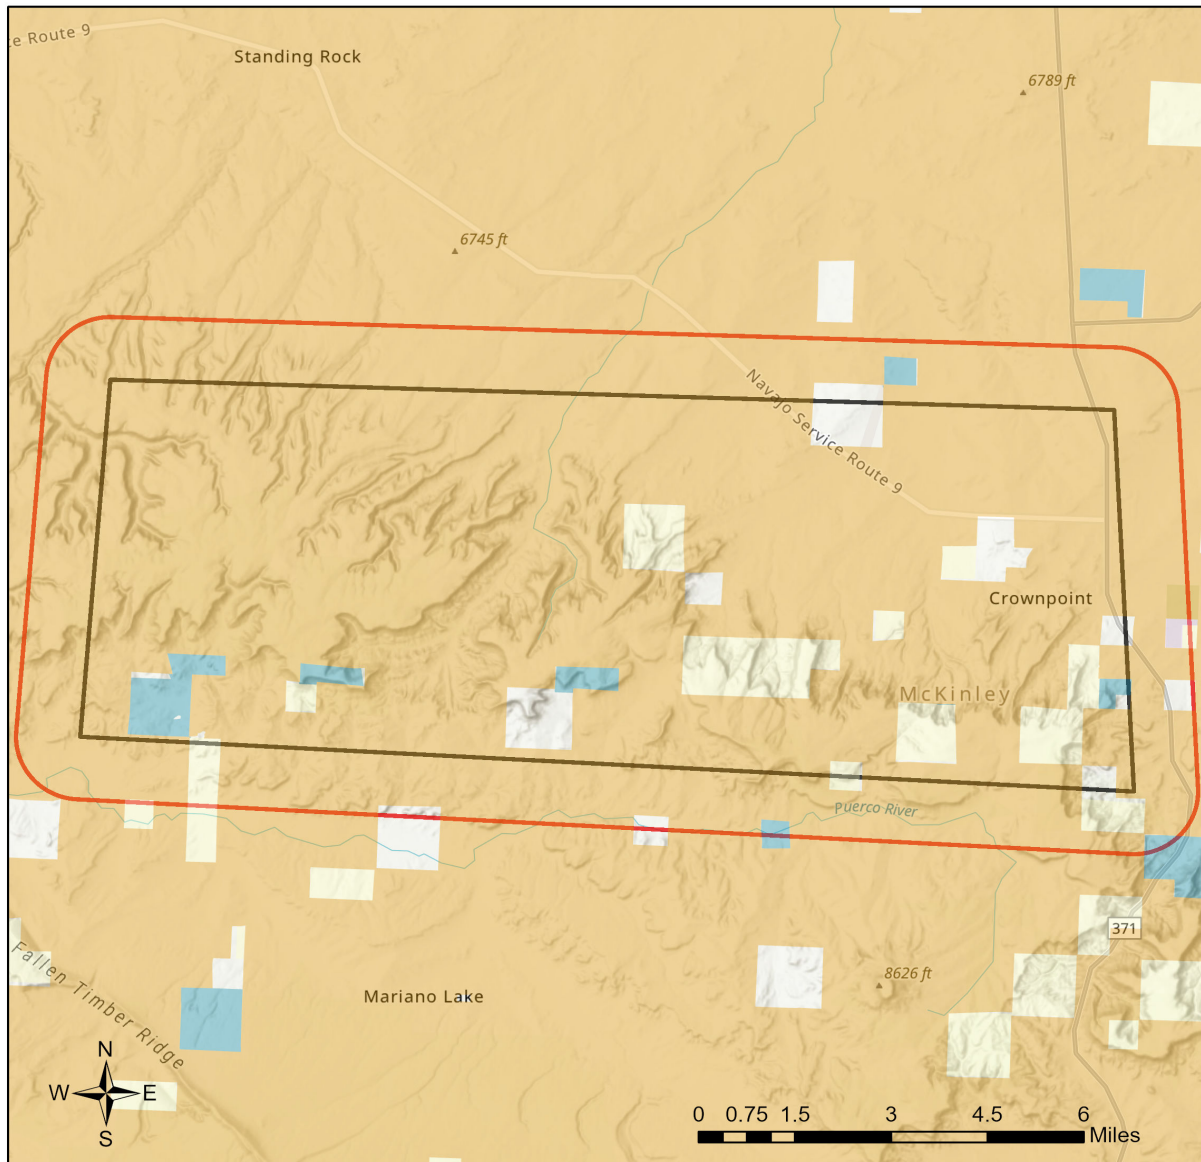 ce Route 9
Standing Rock
6789 ft
6745 ft
Navajo Service Route 9
Crownpoint
McKinley
Puerco River
371
8626 ft
Fallen Timber Ridge
Mariano Lake
N
W E
S
0 0.75 1.5 3 4.5 6
Miles